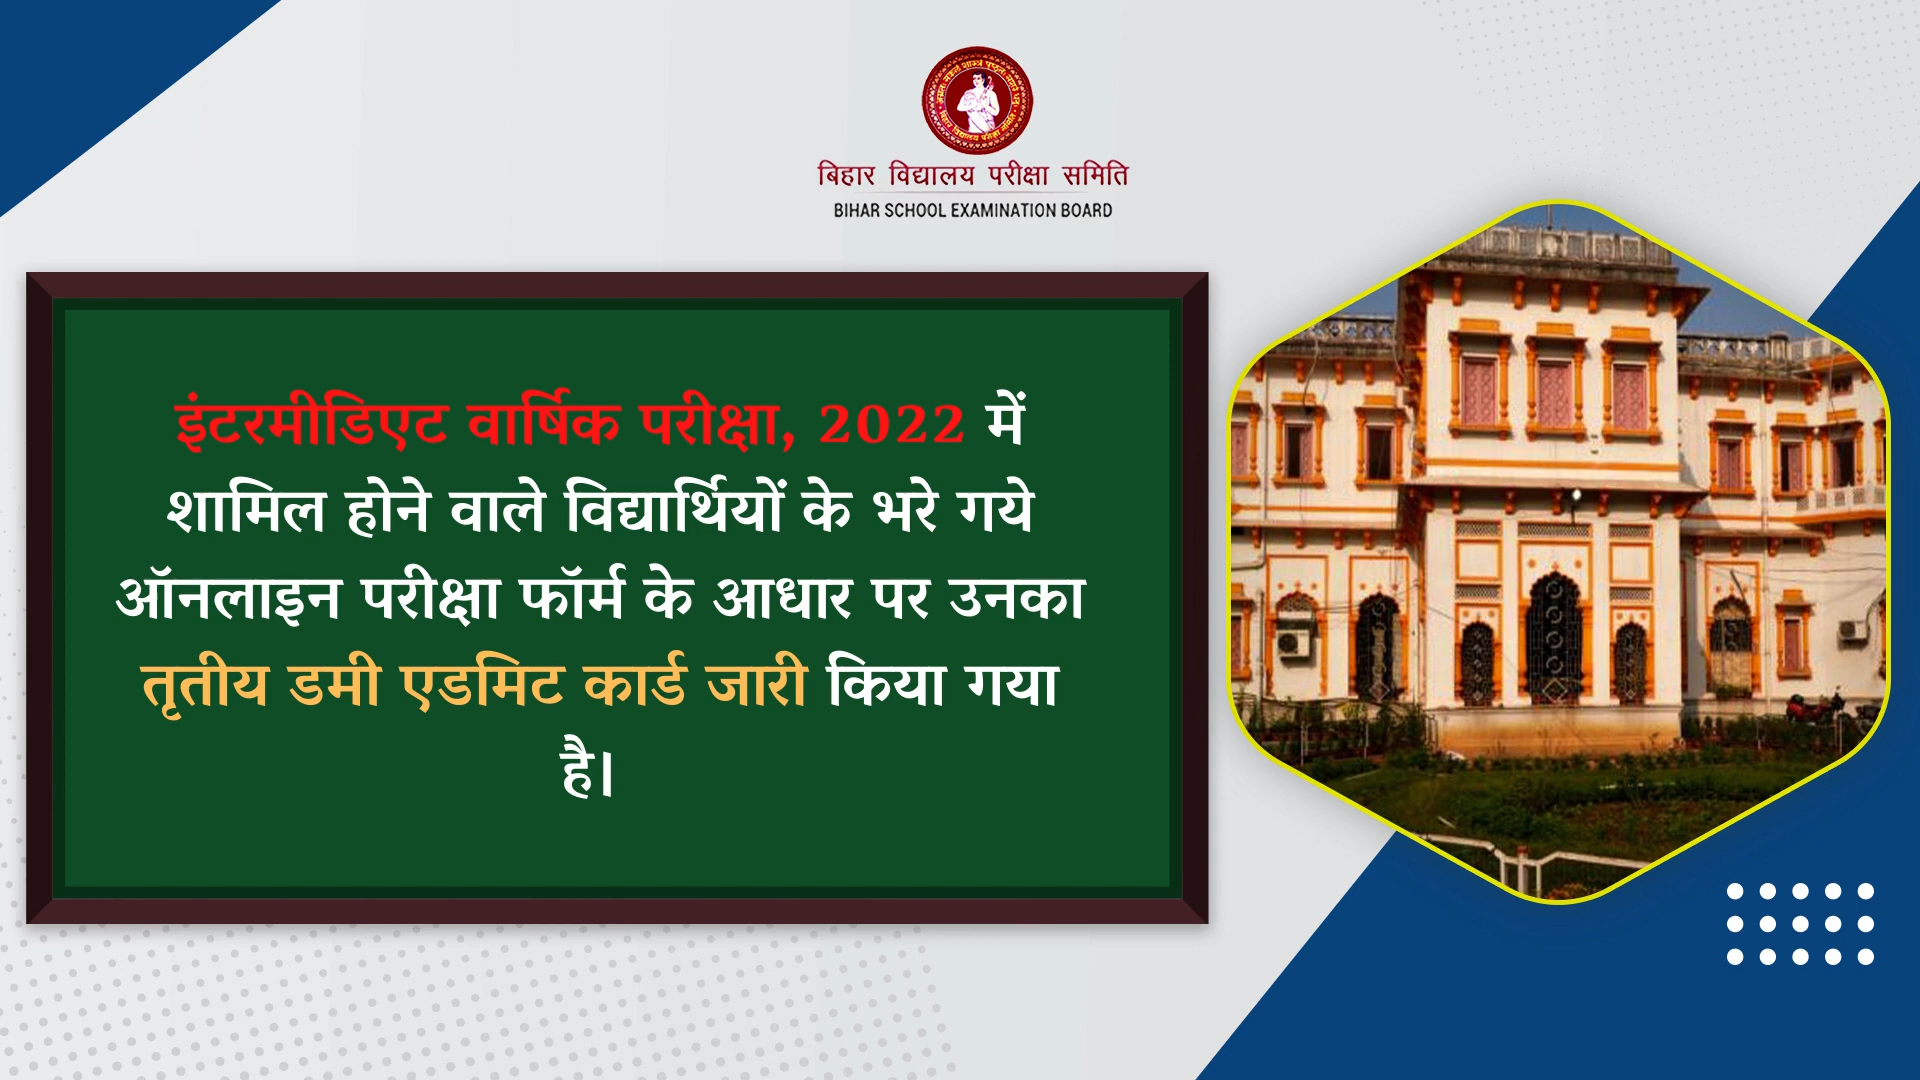 बिहार विद्यालय परीक्षा समिति
BIHAR SCHOOL EXAMINATION BOARD
इंटरमीडिएट वार्षिक परीक्षा, 2022 में
शामिल होने वाले विद्यार्थियों के भरे गये
ऑनलाइन परीक्षा फॉर्म के आधार पर उनका
तृतीय डमी एडमिट कार्ड जारी किया गया
है।